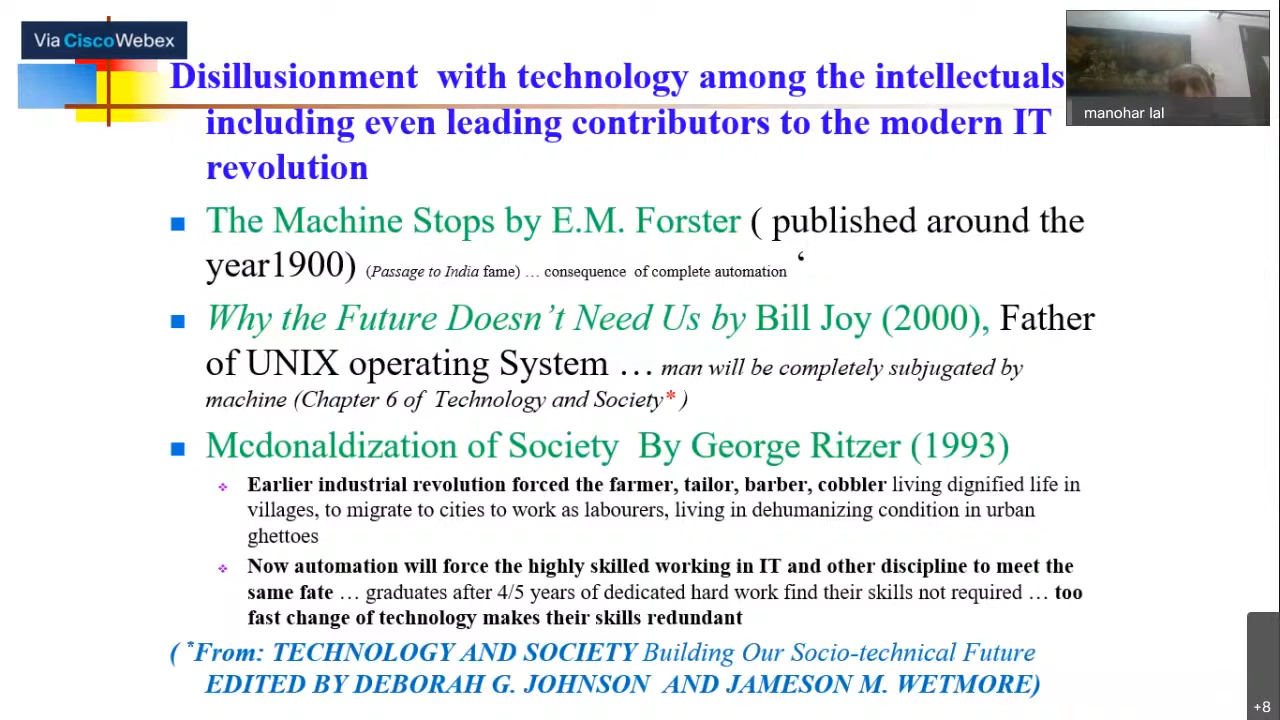 Via CiscoWebex
Disillusionment with technology among the intellectuals
including even leading contributors to the modern IT
revolution
manohar lal
The Machine Stops by E.M. Forster ( published around the
year1900) (Passage to India fame) … consequence of complete automation ‘
Why the Future Doesn’t Need Us by Bill Joy (2000), Father
of UNIX operating System … man will be completely subjugated by
machine (Chapter 6 of Technology and Society* )
Mcdonaldization of Society By George Ritzer (1993)
Earlier industrial revolution forced the farmer, tailor, barber, cobbler living dignified life in
villages, to migrate to cities to work as labourers, living in dehumanizing condition in urban
ghettoes
Now automation will force the highly skilled working in IT and other discipline to meet the
same fate … graduates after 4/5 years of dedicated hard work find their skills not required … too
fast change of technology makes their skills redundant
( *From: TECHNOLOGY AND SOCIETY Building Our Socio-technical Future
EDITED BY DEBORAH G. JOHNSON AND JAMESON M. WETMORE)
+8